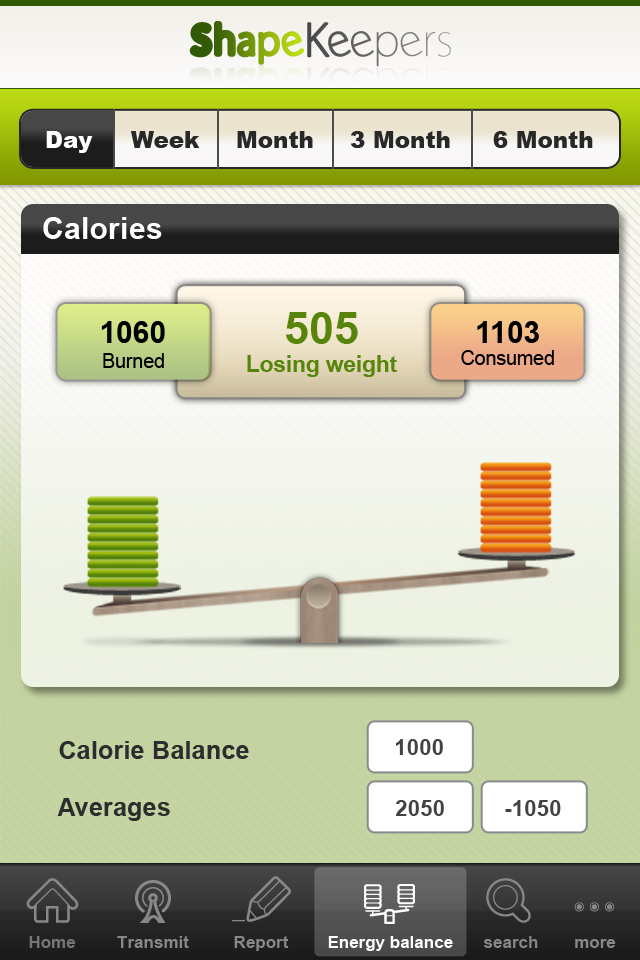 ShapeKeepers
Day Week Month 3 Month 6 Month
Calories
1060
Burned
505
Losing weight
1103
Consumed
Calorie Balance 1000
Averages 2050 -1050
Home Transmit Report Energy balance search more